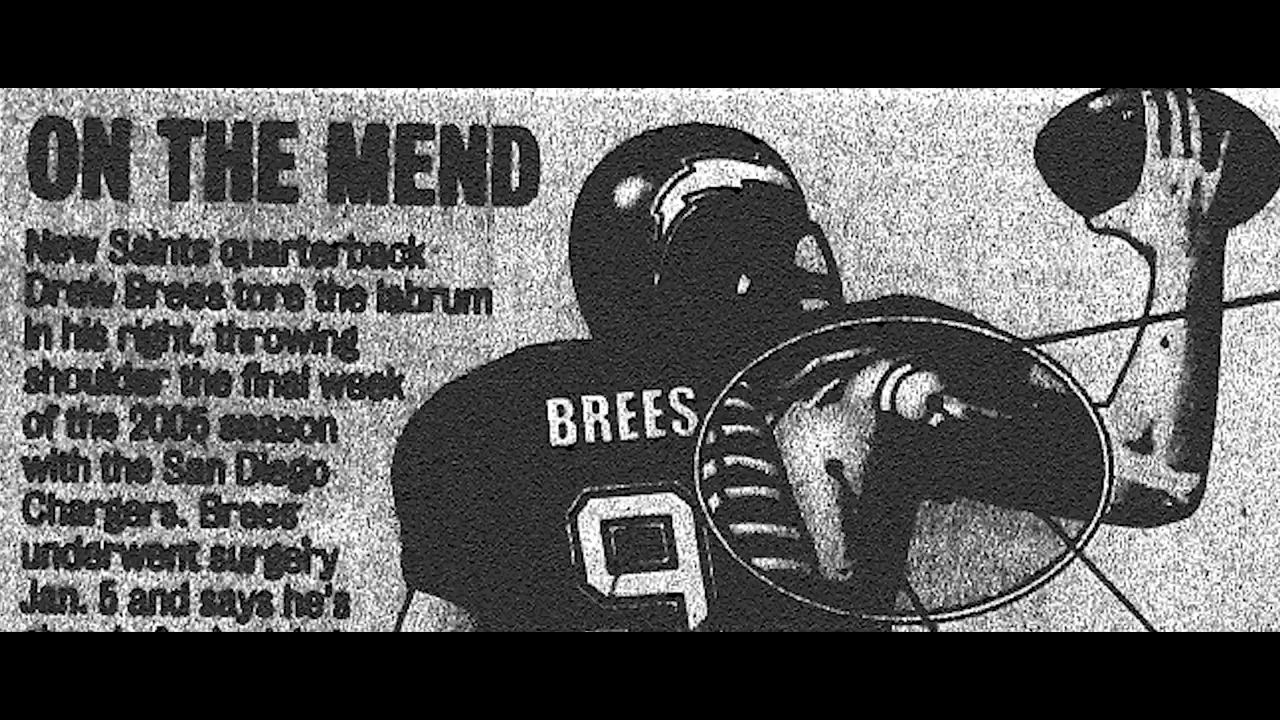 ON THE MEND
New Saints quarterback
Drew Brees tore the labrum
in his right, throwing
shoulder the final week
of the 2005 season
with the San Diego
Chargers. Brees
underwent surgery
Jan. 5 and says he's
BREES
9